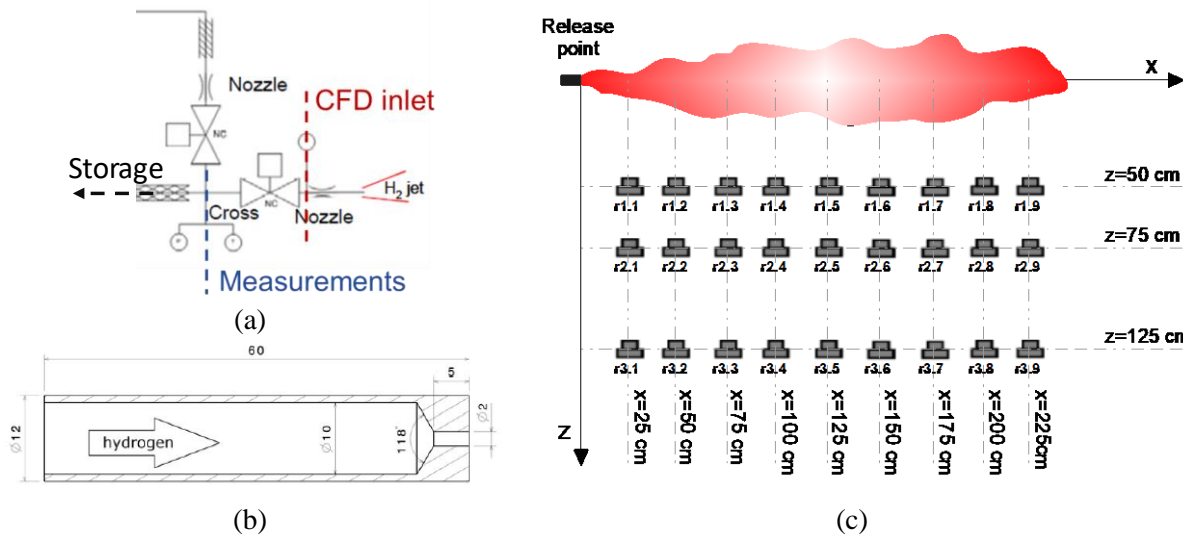 Nozzle
NC
CFD inlet
Storage
Cross
NC
Nozzle
H₂ jet
Measurements
(a)
60
5
Ø12
hydrogen
Ø10
118°
Ø2
(b)
Release
point
x
z=50 cm
r1.1 r1.2 r1.3 r1.4 r1.5 r1.6 r1.7 r1.8 r1.9
z=75 cm
r2.1 r2.2 r2.3 r2.4 r2.5 r2.6 r2.7 r2.8 r2.9
z=125 cm
r3.1 r3.2 r3.3 r3.4 r3.5 r3.6 r3.7 r3.8 r3.9
z
x=25 cm
x=50 cm
x=75 cm
x=100 cm
x=125 cm
x=150 cm
x=175 cm
x=200 cm
x=225cm
(c)